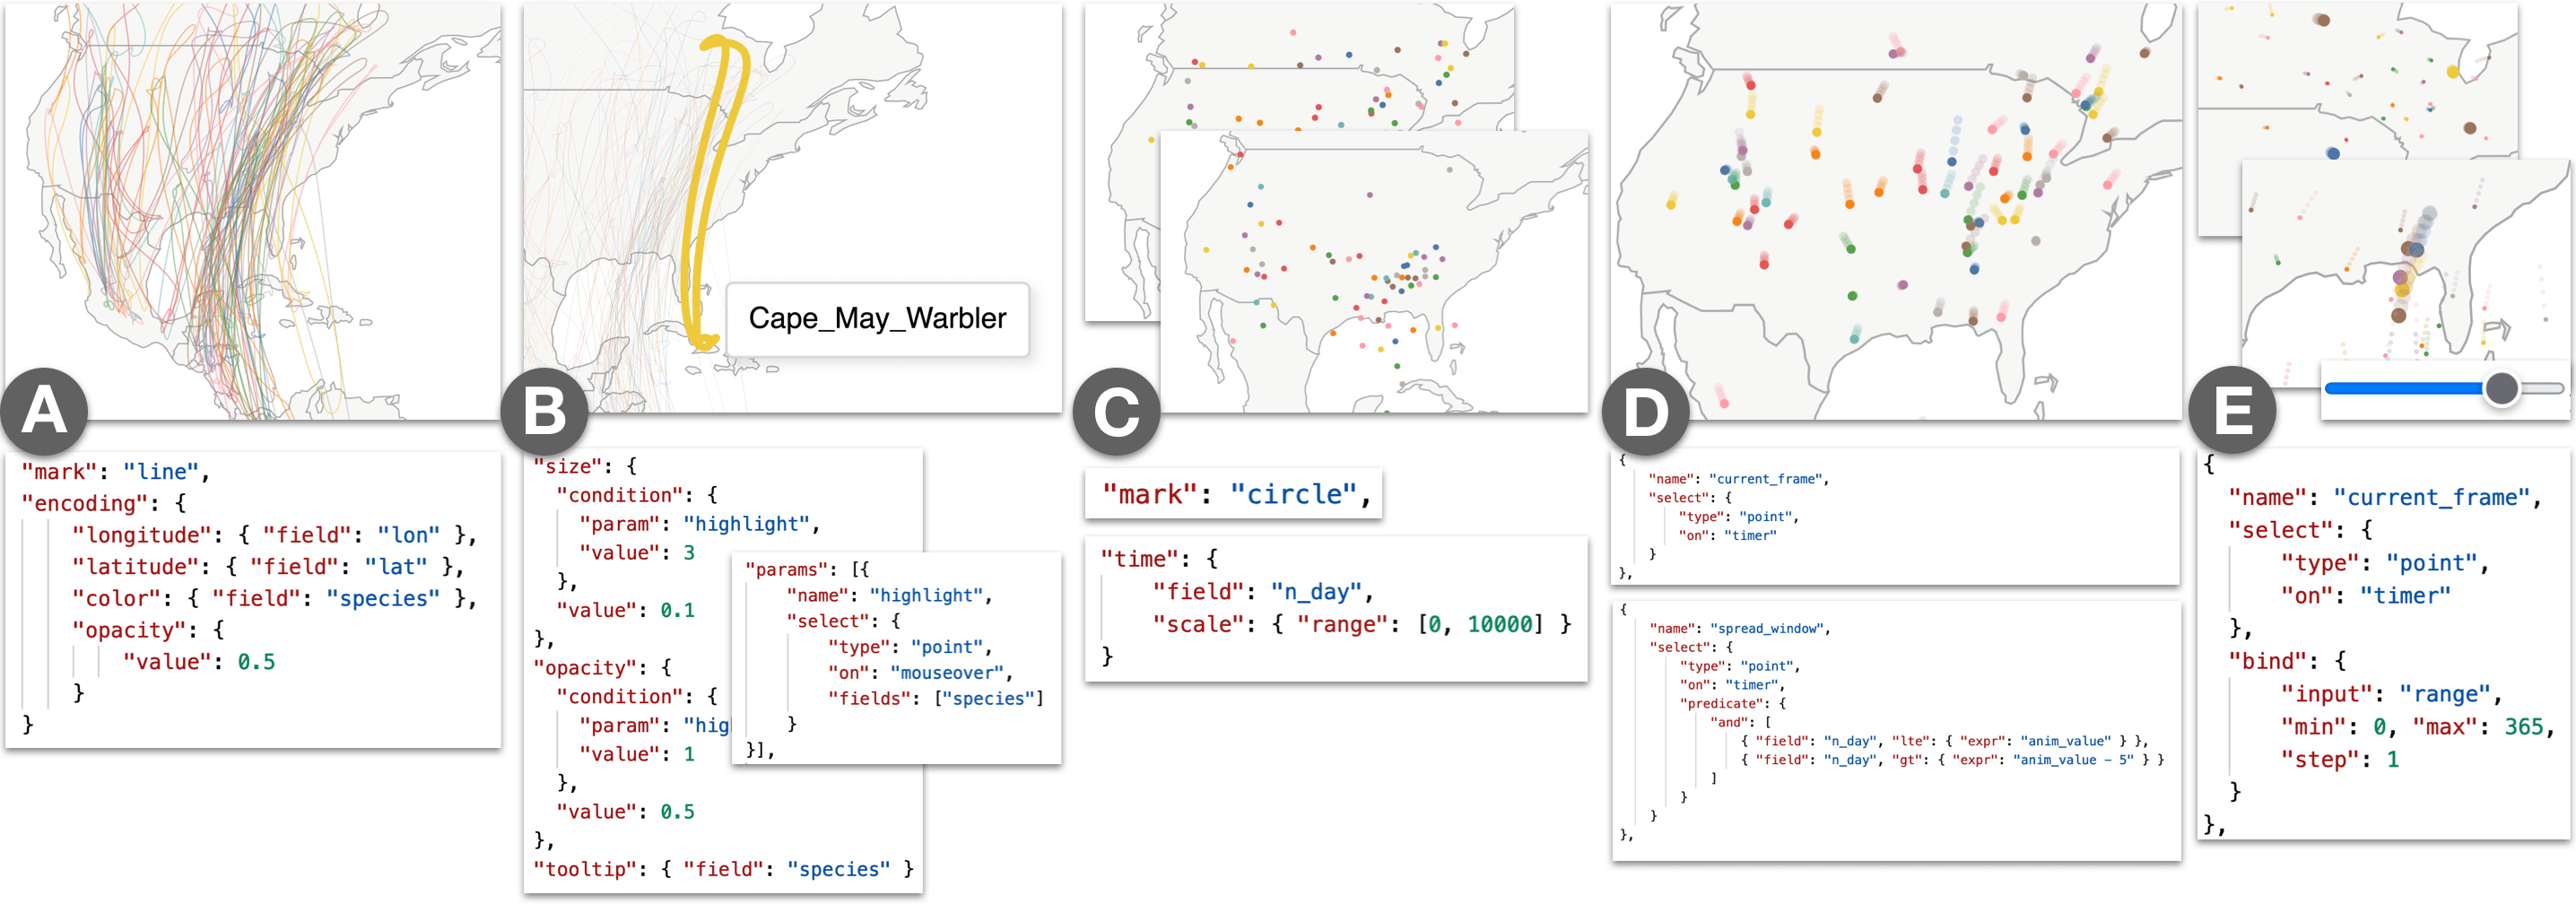 A
"mark": "line",
"encoding": {
"longitude": { "field": "lon" },
"latitude": { "field": "lat" },
"color": { "field": "species" },
"opacity": {
"value": 0.5
}
}
Cape_May_Warbler
B
"size": {
"condition": {
"param": "highlight",
"value": 3
},
"value": 0.1
},
"opacity": {
"condition": {
"param": "hig
"value": 1
},
"value": 0.5
},
"tooltip": { "field": "species" }
"params": [{
"name": "highlight",
"select": {
"type": "point",
"on": "mouseover",
"fields": ["species"]
}
}],
C
"mark": "circle",
"time": {
"field": "n_day",
"scale": { "range": [0, 10000] }
}
D
{
"name": "current_frame",
"select": {
"type": "point",
"on": "timer"
}
},
{
"name": "spread_window",
"select": {
"type": "point",
"on": "timer",
"predicate": {
"and": [
{ "field": "n_day", "lte": { "expr": "anim_value" } },
{ "field": "n_day", "gt": { "expr": "anim_value - 5" } }
]
}
}
},
E
{
"name": "current_frame",
"select": {
"type": "point",
"on": "timer"
},
"bind": {
"input": "range",
"min": 0, "max": 365,
"step": 1
}
},